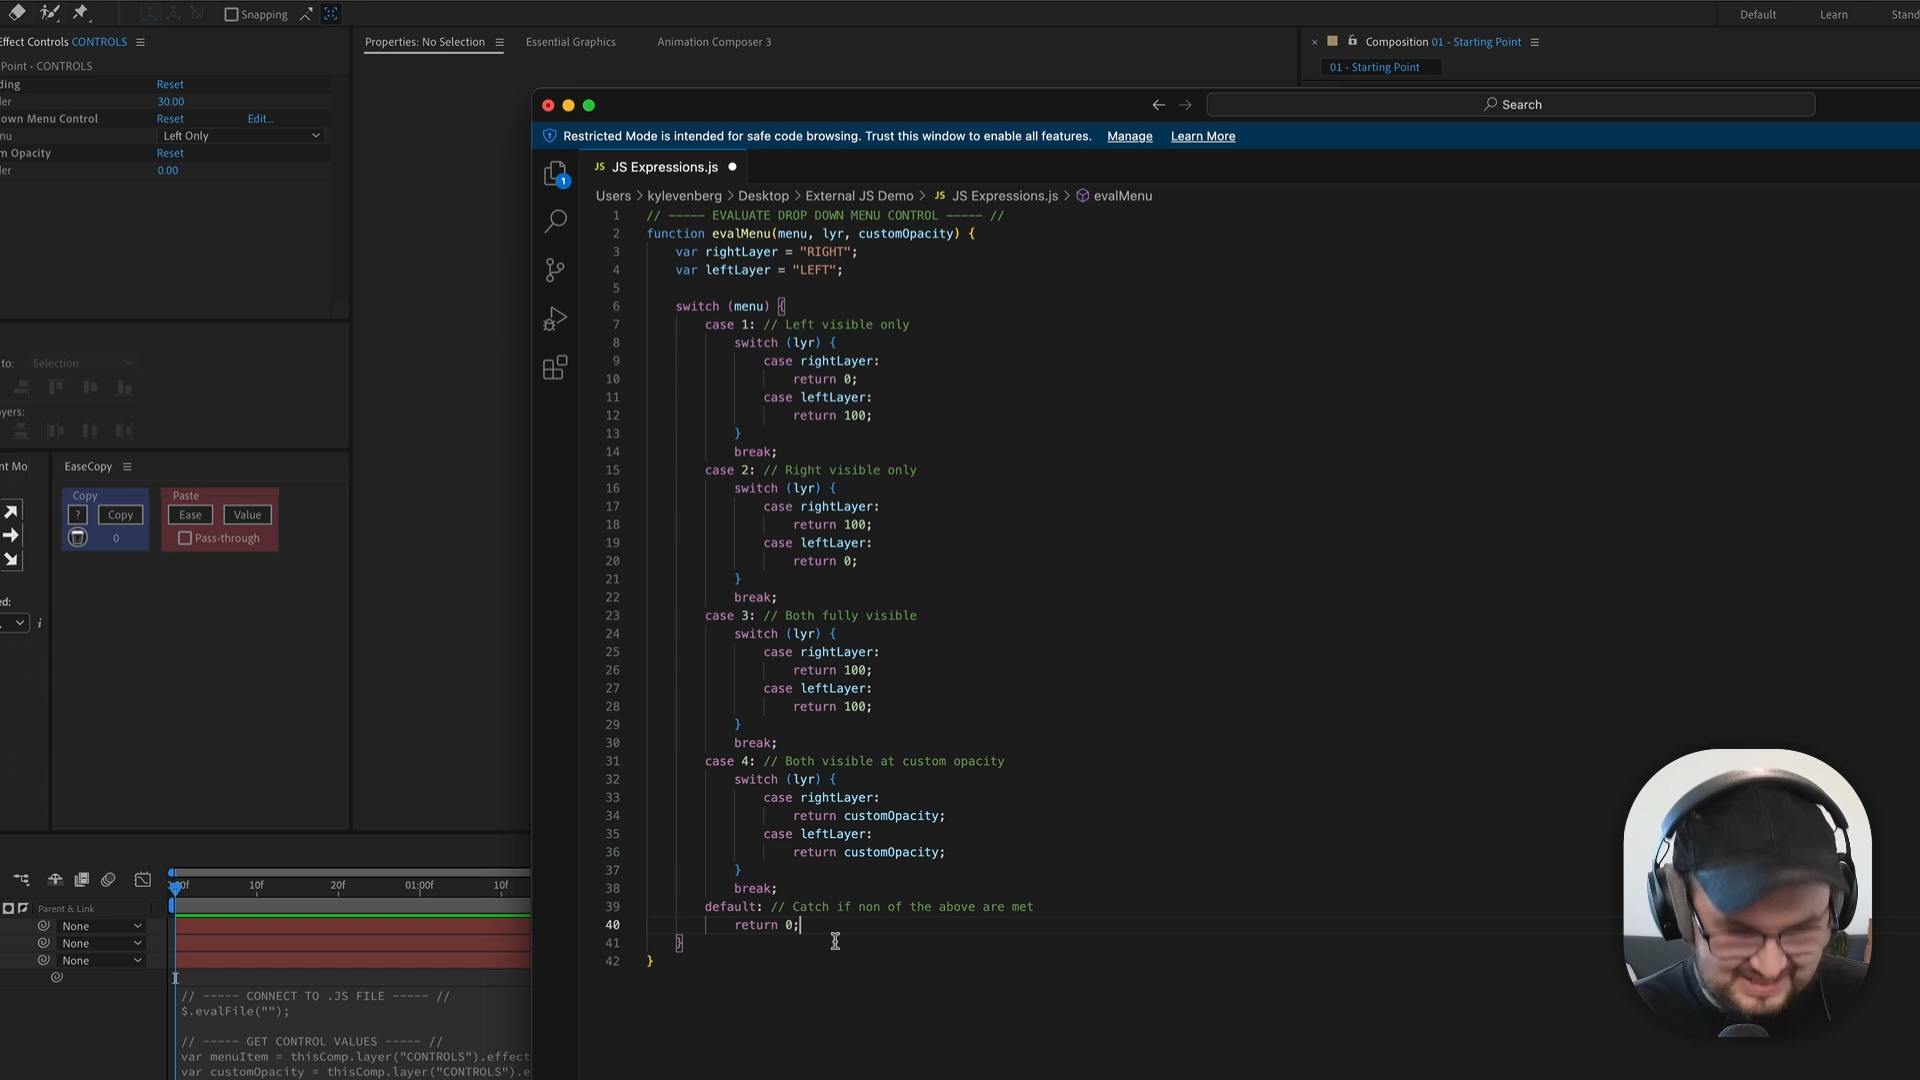 Snapping
Default
Learn
Stand
Effect Controls CONTROLS
Properties: No Selection
Essential Graphics
Animation Composer 3
Composition 01 - Starting Point
Point • CONTROLS
01 - Starting Point
ding
Reset
der
30.00
own Menu Control
Reset
Edit...
nu
Left Only
m Opacity
Reset
der
0.00
Search
Restricted Mode is intended for safe code browsing. Trust this window to enable all features.
Manage
Learn More
1
JS JS Expressions.js
Users > kylevenberg > Desktop > External JS Demo > JS JS Expressions.js > evalMenu
1 // ----- EVALUATE DROP DOWN MENU CONTROL ----- //
2 function evalMenu(menu, lyr, customOpacity) {
3 var rightLayer = "RIGHT";
4 var leftLayer = "LEFT";
5
6 switch (menu) {
7 case 1: // Left visible only
8 switch (lyr) {
9 case rightLayer:
10 return 0;
11 case leftLayer:
12 return 100;
13 }
14 break;
15 case 2: // Right visible only
16 switch (lyr) {
17 case rightLayer:
18 return 100;
19 case leftLayer:
20 return 0;
21 }
22 break;
23 case 3: // Both fully visible
24 switch (lyr) {
25 case rightLayer:
26 return 100;
27 case leftLayer:
28 return 100;
29 }
30 break;
31 case 4: // Both visible at custom opacity
32 switch (lyr) {
33 case rightLayer:
34 return customOpacity;
35 case leftLayer:
36 return customOpacity;
37 }
38 break;
39 default: // Catch if non of the above are met
40 return 0;
41 }
42 }
to:
Selection
ayers:
nt Mo
EaseCopy
Copy
Paste
?
Copy
Ease
Value
0
Pass-through
ed:
i
10f
20f
01:00f
10f
Parent & Link
None
None
None
// ----- CONNECT TO .JS FILE ----- //
$.evalFile("");
// ----- GET CONTROL VALUES ----- //
var menuItem = thisComp.layer("CONTROLS").effect
var customOpacity = thisComp.layer("CONTROLS").e